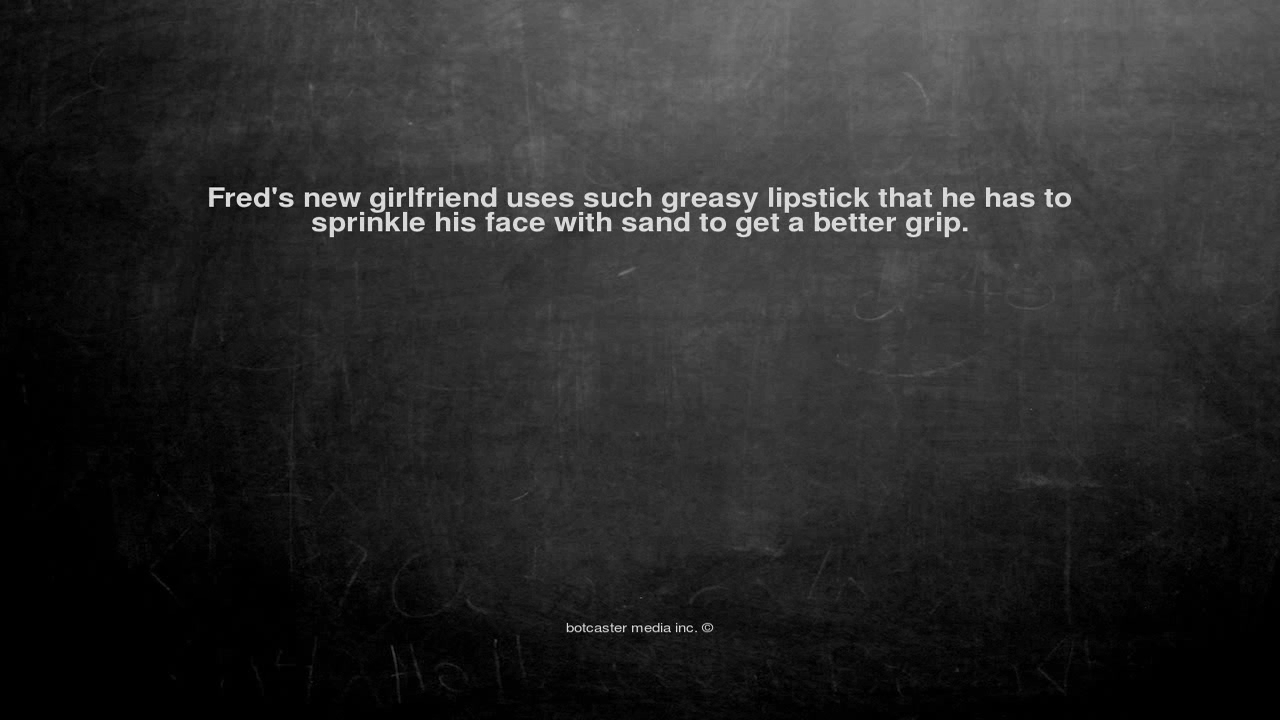 Fred's new girlfriend uses such greasy lipstick that he has to
sprinkle his face with sand to get a better grip.
botcaster media inc. ©